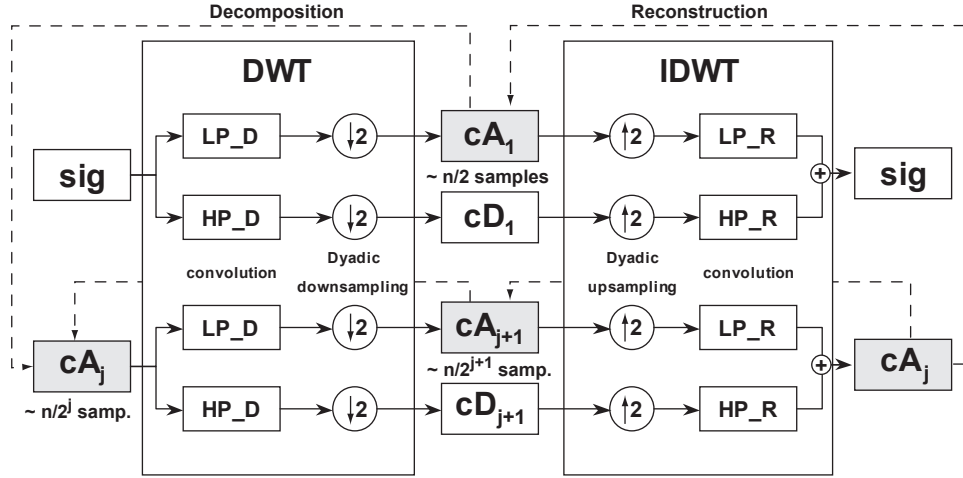 Decomposition Reconstruction
DWT IDWT
LP_D ↓2 cA₁ ↑2 LP_R
sig ~ n/2 samples + sig
HP_D ↓2 cD₁ ↑2 HP_R
Dyadic Dyadic
convolution downsampling upsampling convolution
LP_D ↓2 cAⱼ₊₁ ↑2 LP_R
cAⱼ ~ n/2ʲ⁺¹ samp. + cAⱼ
~ n/2ʲ samp. HP_D ↓2 cDⱼ₊₁ ↑2 HP_R